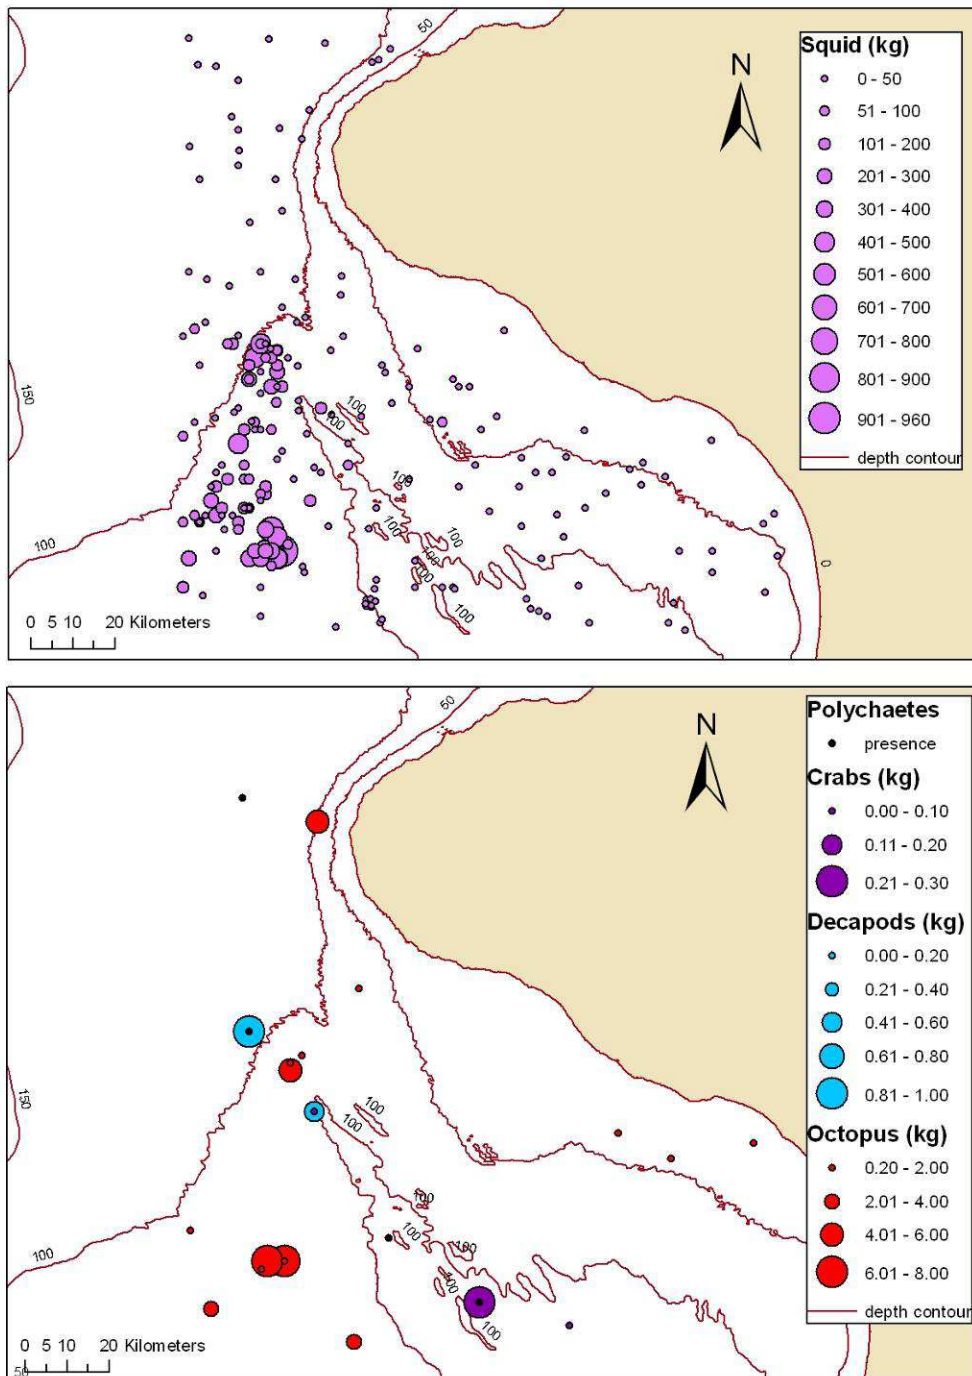 50
Squid (kg)
0 - 50
51 - 100
101 - 200
201 - 300
301 - 400
401 - 500
501 - 600
601 - 700
701 - 800
801 - 900
901 - 960
depth contour
N
150
100
100
100
100
100
100
100
100
0
0 5 10 20 Kilometers
50
Polychaetes
presence
Crabs (kg)
0.00 - 0.10
0.11 - 0.20
0.21 - 0.30
Decapods (kg)
0.00 - 0.20
0.21 - 0.40
0.41 - 0.60
0.61 - 0.80
0.81 - 1.00
Octopus (kg)
0.20 - 2.00
2.01 - 4.00
4.01 - 6.00
6.01 - 8.00
depth contour
N
150
100
100
100
100
100
100
100
100
0 5 10 20 Kilometers
50